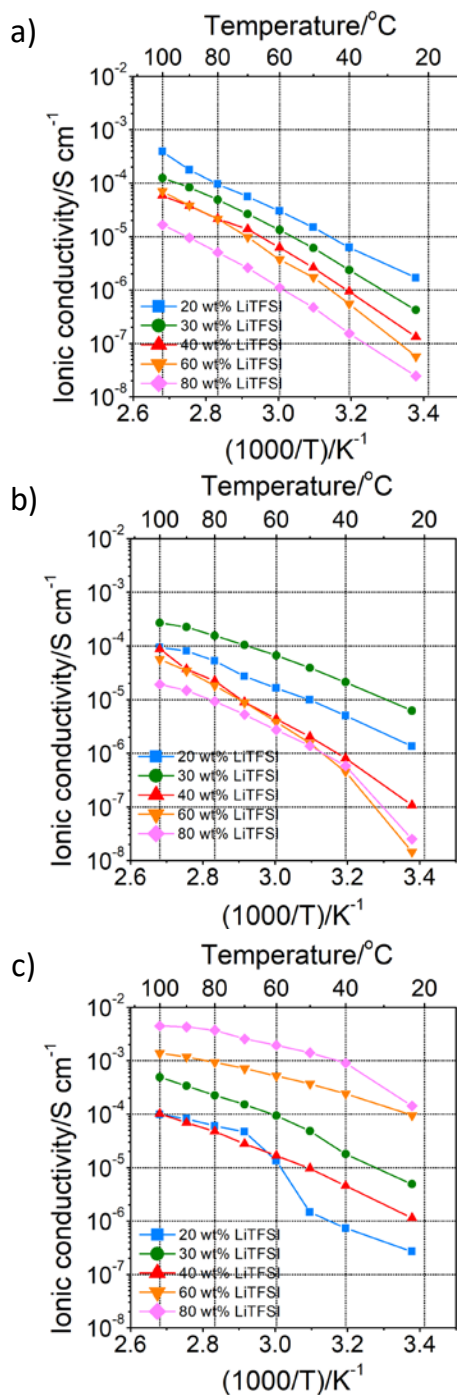 a)
Temperature/°C
100 80 60 40 20
Ionic conductivity/S cm⁻¹
10⁻²
10⁻³
10⁻⁴
10⁻⁵
10⁻⁶
10⁻⁷
10⁻⁸
20 wt% LiTFSI
30 wt% LiTFSI
40 wt% LiTFSI
60 wt% LiTFSI
80 wt% LiTFSI
2.6 2.8 3.0 3.2 3.4
(1000/T)/K⁻¹
b)
Temperature/°C
100 80 60 40 20
Ionic conductivity/S cm⁻¹
10⁻²
10⁻³
10⁻⁴
10⁻⁵
10⁻⁶
10⁻⁷
10⁻⁸
20 wt% LiTFSI
30 wt% LiTFSI
40 wt% LiTFSI
60 wt% LiTFSI
80 wt% LiTFSI
2.6 2.8 3.0 3.2 3.4
(1000/T)/K⁻¹
c)
Temperature/°C
100 80 60 40 20
Ionic conductivity/S cm⁻¹
10⁻²
10⁻³
10⁻⁴
10⁻⁵
10⁻⁶
10⁻⁷
10⁻⁸
20 wt% LiTFSI
30 wt% LiTFSI
40 wt% LiTFSI
60 wt% LiTFSI
80 wt% LiTFSI
2.6 2.8 3.0 3.2 3.4
(1000/T)/K⁻¹